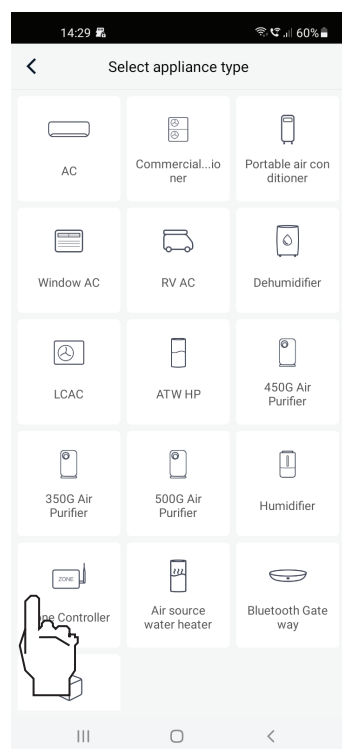 14:29
60%
Select appliance type
AC
Commercial...io
ner
Portable air con
ditioner
Window AC
RV AC
Dehumidifier
LCAC
ATW HP
450G Air
Purifier
350G Air
Purifier
500G Air
Purifier
Humidifier
ZONE
Controller
Air source
water heater
Bluetooth Gate
way